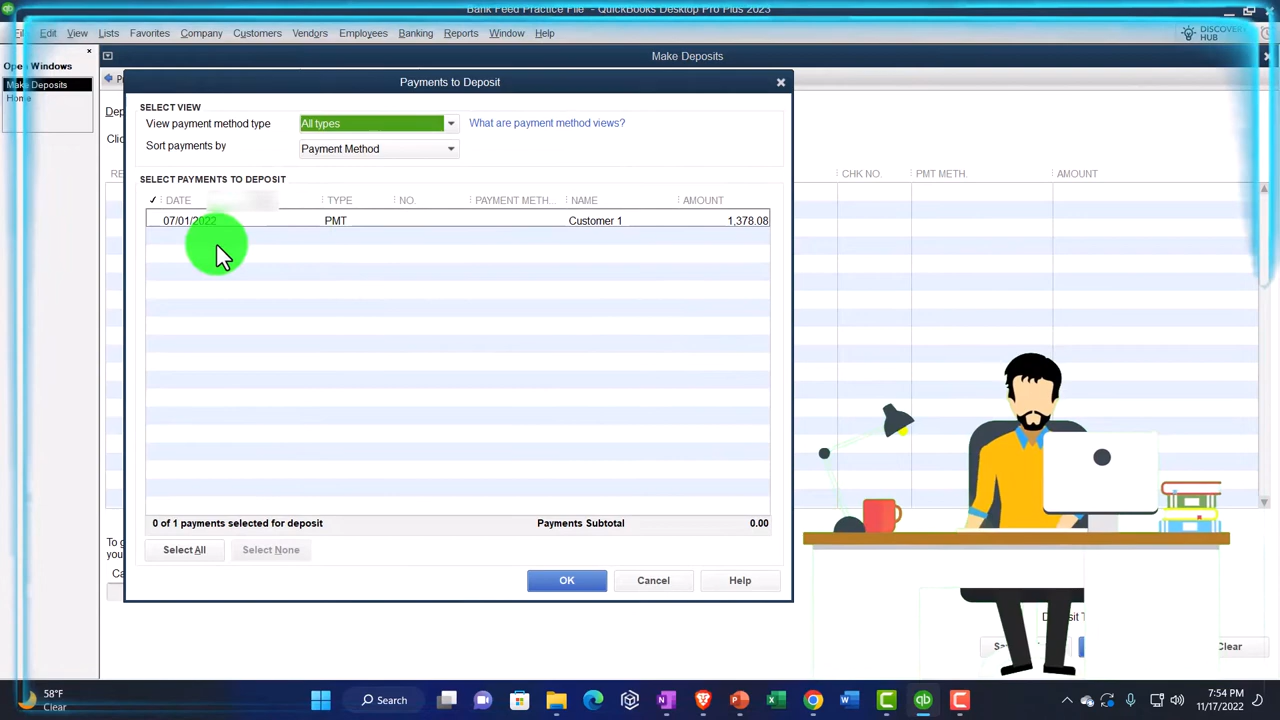 Bank Feed Practice File - QuickBooks Desktop Pro Plus 2023
Edit View Lists Favorites Company Customers Vendors Employees Banking Reports Window Help
DISCOVER HUB
Open Windows
Make Deposits
Home
Make Deposits
Payments to Deposit
SELECT VIEW
View payment method type All types What are payment method views?
Sort payments by Payment Method
SELECT PAYMENTS TO DEPOSIT
✓ DATE TYPE NO. PAYMENT METH... NAME AMOUNT
07/01/2022 PMT Customer 1 1,378.08
0 of 1 payments selected for deposit Payments Subtotal 0.00
Select All Select None
OK Cancel Help
CHK NO. PMT METH. AMOUNT
Clear
58°F
Clear
Search
7:54 PM
11/17/2022